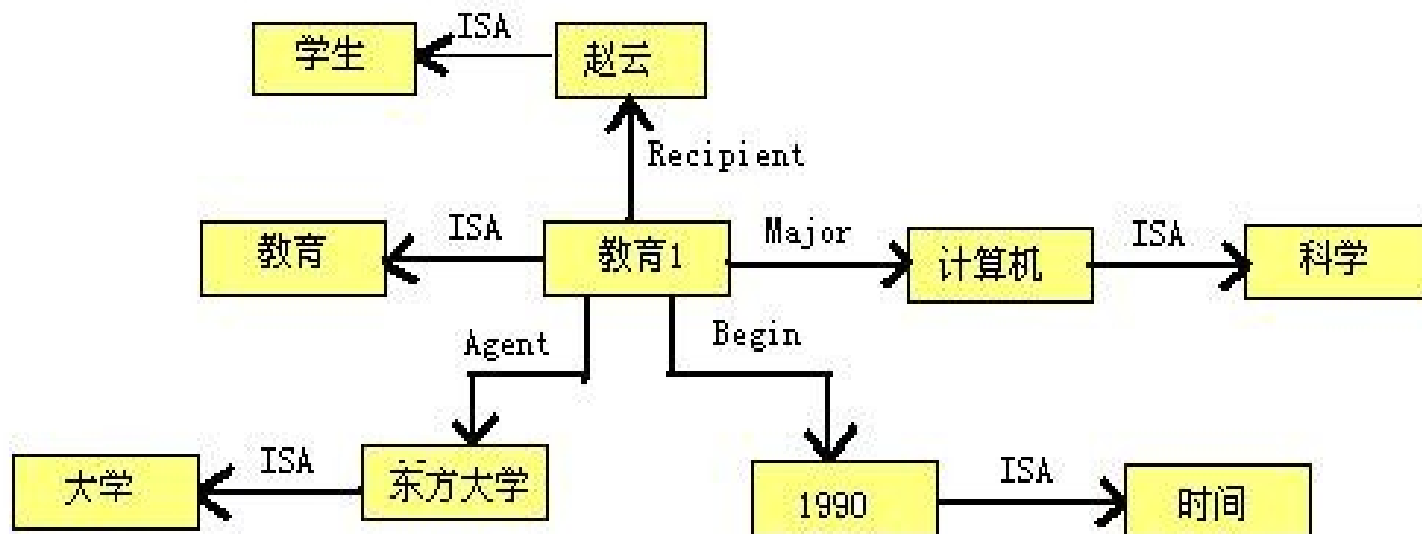 ISA
学生
赵云
Recipient
ISA
Major
ISA
教育
教育1
计算机
科学
Agent
Begin
ISA
ISA
大学
东方大学
1990
时间